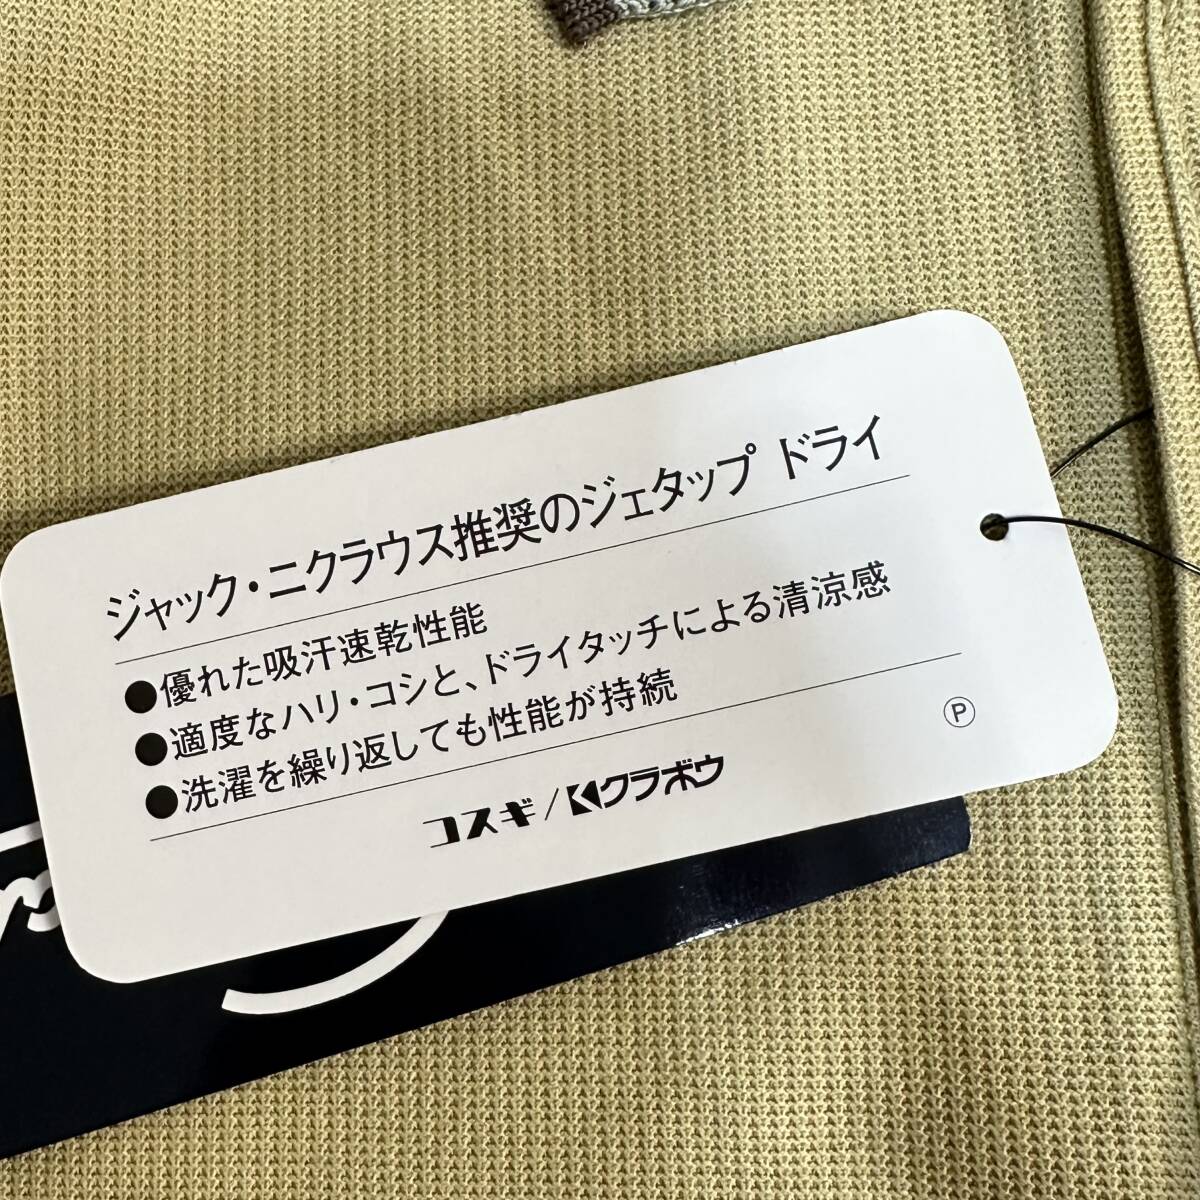 ジャック・ニクラウス推奨のジェタップ ドライ
●優れた吸汗速乾性能
●適度なハリ・コシと、ドライタッチによる清涼感
●洗濯を繰り返しても性能が持続
Ⓟ
コスギ/クラボウ